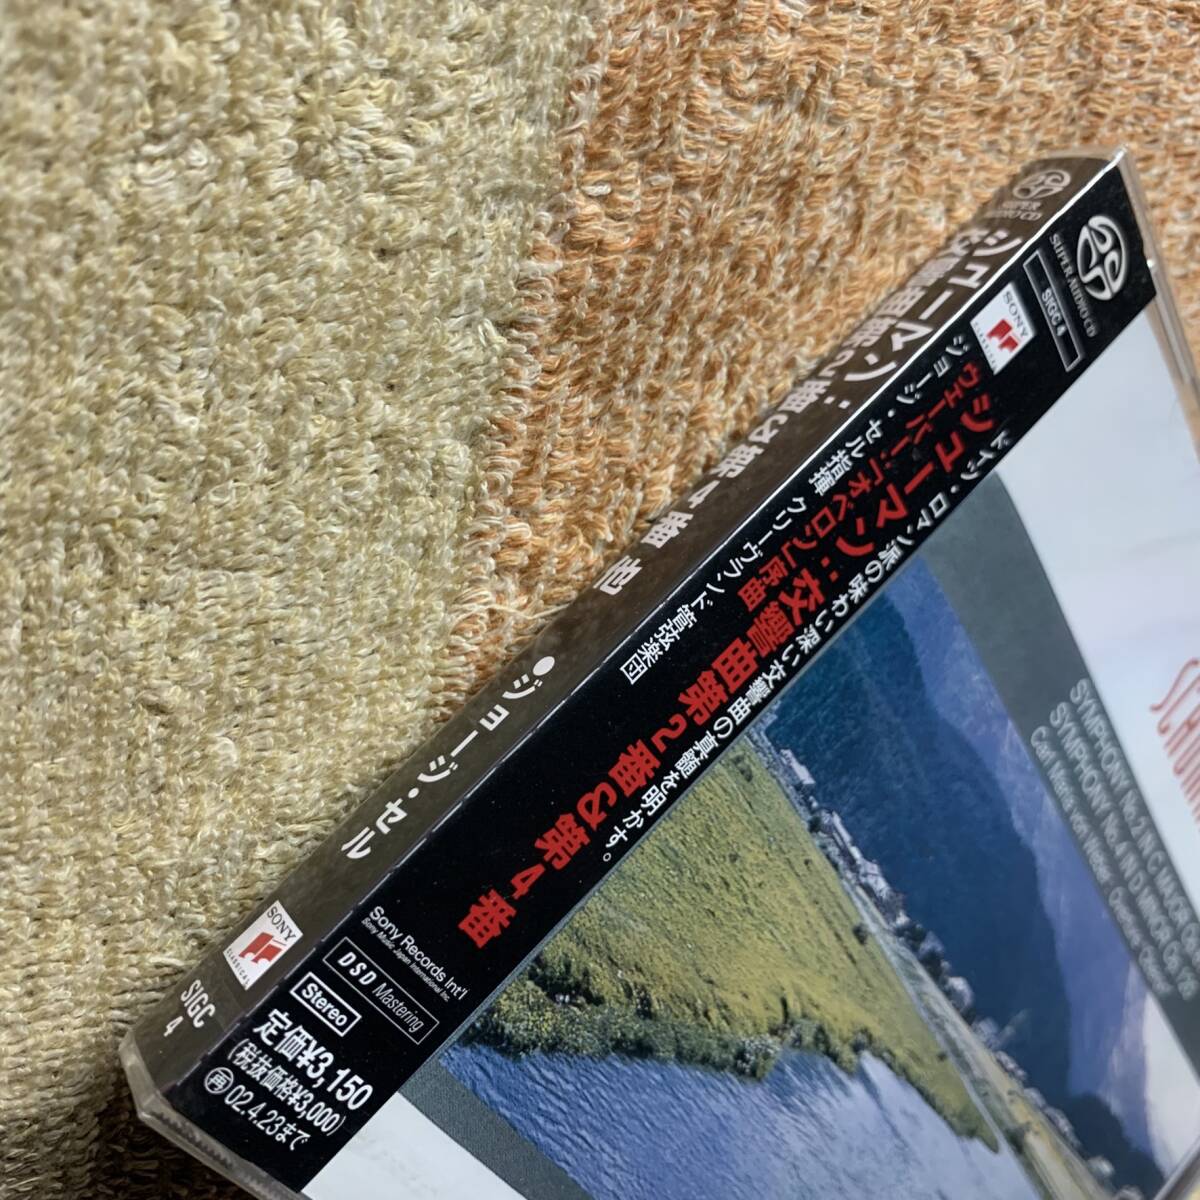 SUPER AUDIO CD
シューマン:
交響曲第2番&第4番 他
●ジョージ・セル
SONY
CLASSICAL
SIGC
4
SUPER AUDIO CD
SIGC 4
SONY
ドイツ・ロマン派の味わい深い交響曲の真髄を明かす。
シューマン:交響曲第2番&第4番
ウェーバー:「オベロン」序曲
ジョージ・セル指揮 クリーヴランド管弦楽団
Sony Records Int'l
Sony Music Japan International Inc.
DSD Mastering
Stereo
定価¥3,150
(税抜価格¥3,000)
再 02.4.23まで
SYMPHONY No.2 IN C MAJOR
SYMPHONY No.4 IN D MINOR
Carl Maria von Weber: